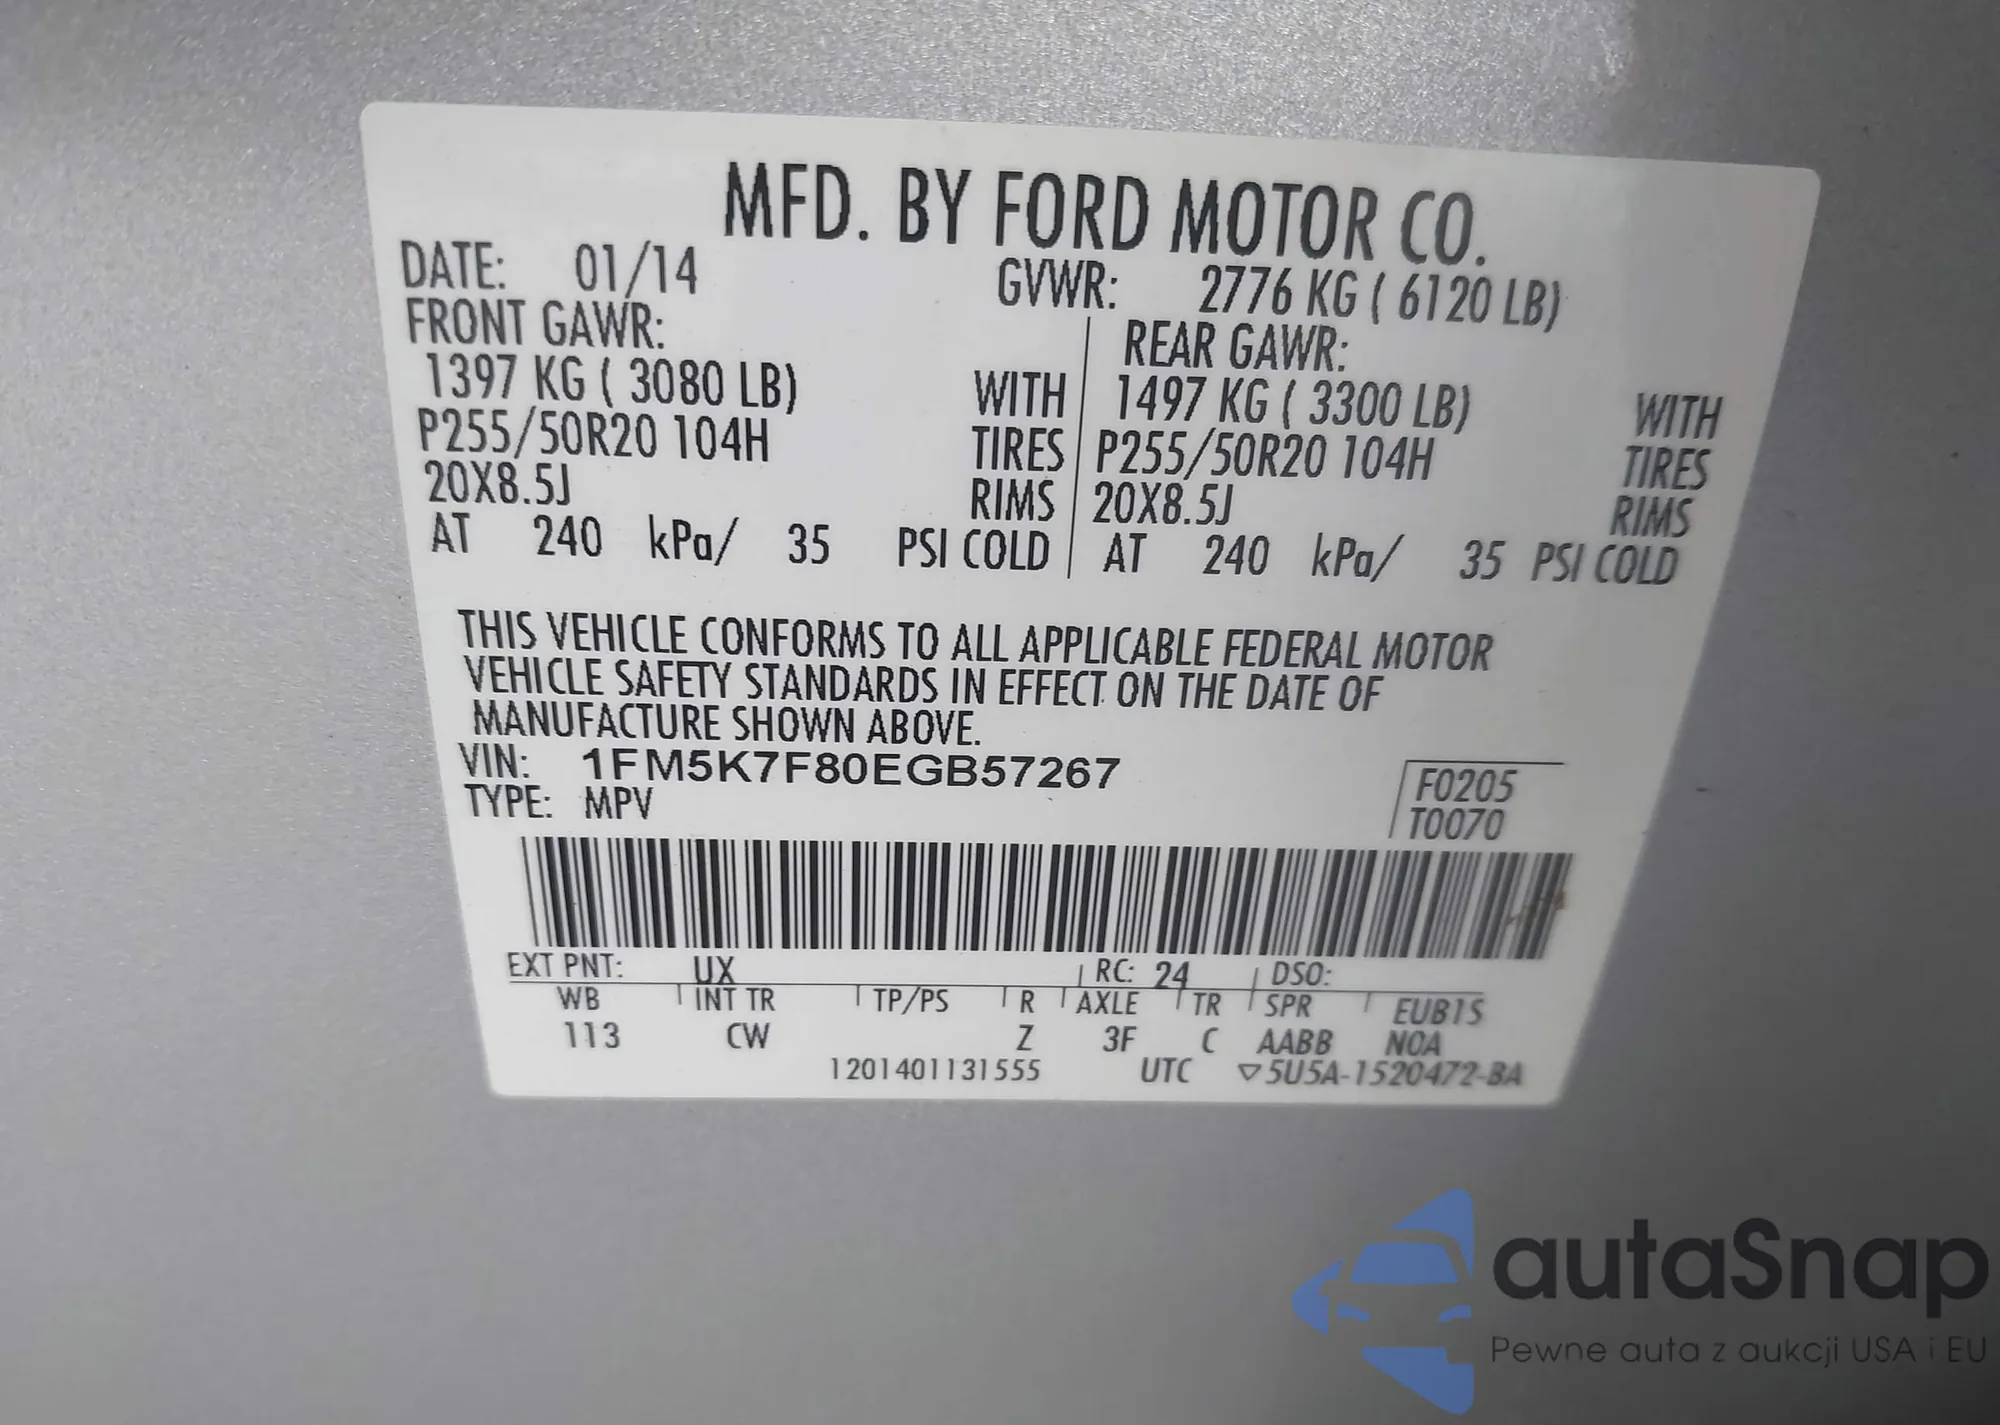 MFD. BY FORD MOTOR CO.
DATE: 01/14 GVWR: 2776 KG ( 6120 LB)
FRONT GAWR: REAR GAWR:
1397 KG ( 3080 LB) WITH 1497 KG ( 3300 LB) WITH
P255/50R20 104H TIRES P255/50R20 104H TIRES
20X8.5J RIMS 20X8.5J RIMS
AT 240 kPa/ 35 PSI COLD AT 240 kPa/ 35 PSI COLD
THIS VEHICLE CONFORMS TO ALL APPLICABLE FEDERAL MOTOR
VEHICLE SAFETY STANDARDS IN EFFECT ON THE DATE OF
MANUFACTURE SHOWN ABOVE.
VIN: 1FM5K7F80EGB57267 F0205
TYPE: MPV T0070
EXT PNT: UX RC: 24 DSO:
WB INT TR TP/PS R AXLE TR SPR EUB1S
113 CW Z 3F C AABB NOA
1201401131555 UTC ▽5U5A-1520472-BA
autaSnap
Pewne auta z aukcji USA i EU